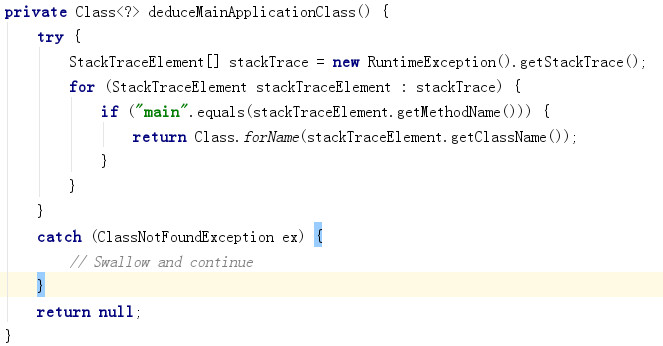 private Class<?> deduceMainApplicationClass() {
    try {
        StackTraceElement[] stackTrace = new RuntimeException().getStackTrace();
        for (StackTraceElement stackTraceElement : stackTrace) {
            if ("main".equals(stackTraceElement.getMethodName())) {
                return Class.forName(stackTraceElement.getClassName());
            }
        }
    }
    catch (ClassNotFoundException ex) {
        // Swallow and continue
    }
    return null;
}